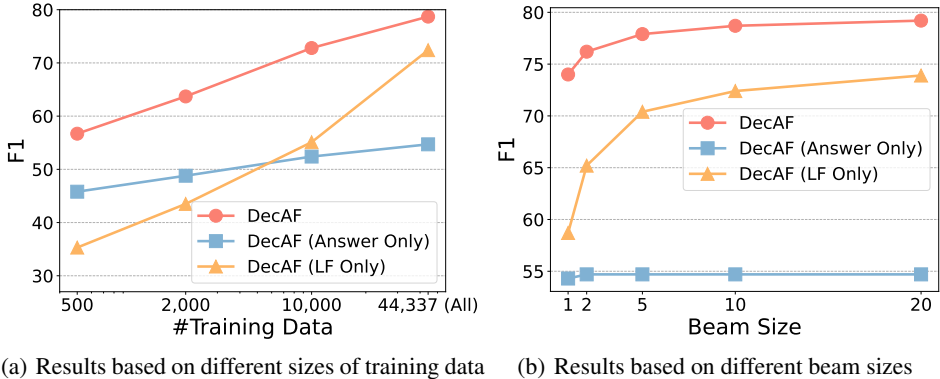 80
70
60
50
40
30
F1
DecAF
DecAF (Answer Only)
DecAF (LF Only)
500
2,000
10,000
44,337 (All)
#Training Data
(a) Results based on different sizes of training data
80
75
70
65
60
55
F1
DecAF
DecAF (Answer Only)
DecAF (LF Only)
1
2
5
10
20
Beam Size
(b) Results based on different beam sizes